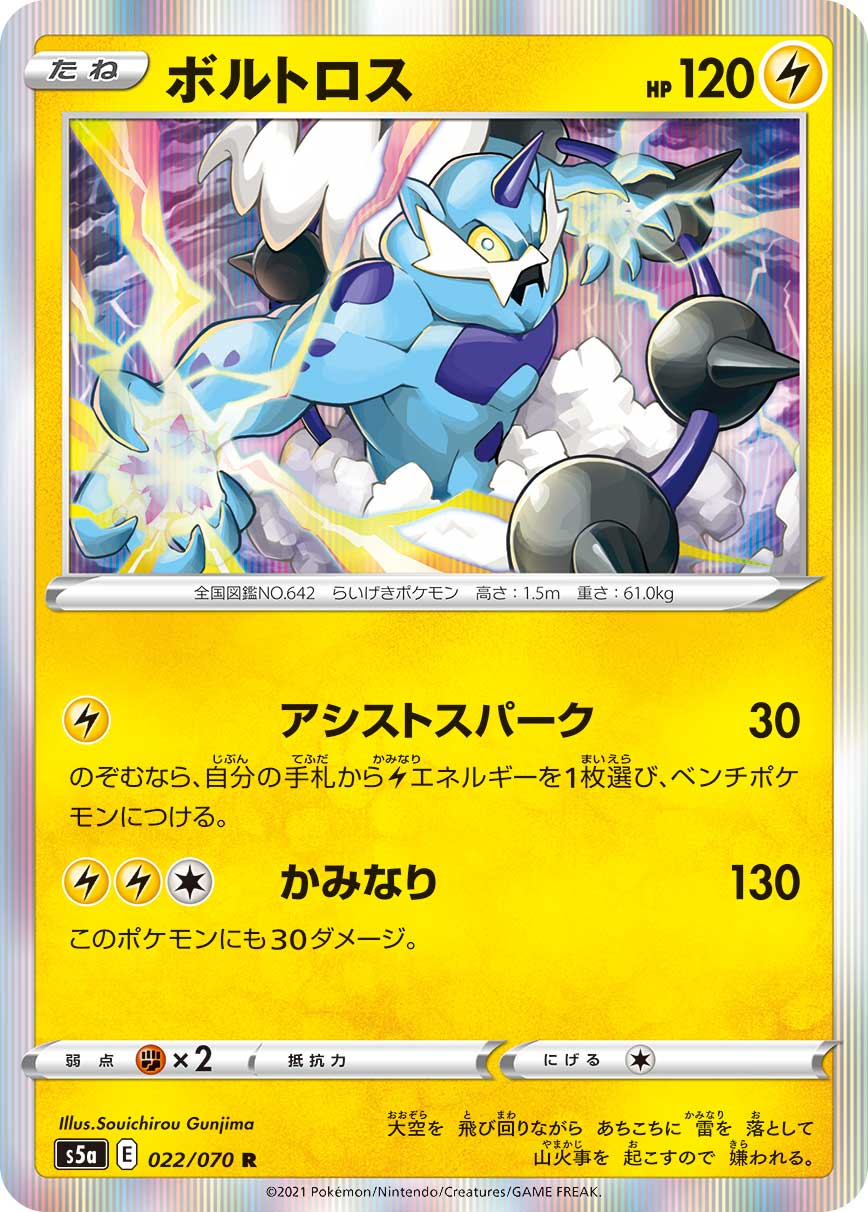 たね ボルトロス HP 120
全国図鑑NO.642 らいげきポケモン 高さ：1.5m 重さ：61.0kg
アシストスパーク 30
のぞむなら、自分の手札からエネルギーを1枚選び、ベンチポケ
モンにつける。
かみなり 130
このポケモンにも30ダメージ。
弱点 ×2 抵抗力 にげる
Illus.Souichirou Gunjima
大空を 飛び回りながら あちこちに 雷を 落として
山火事を 起こすので 嫌われる。
s5a E 022/070 R
©2021 Pokémon/Nintendo/Creatures/GAME FREAK.